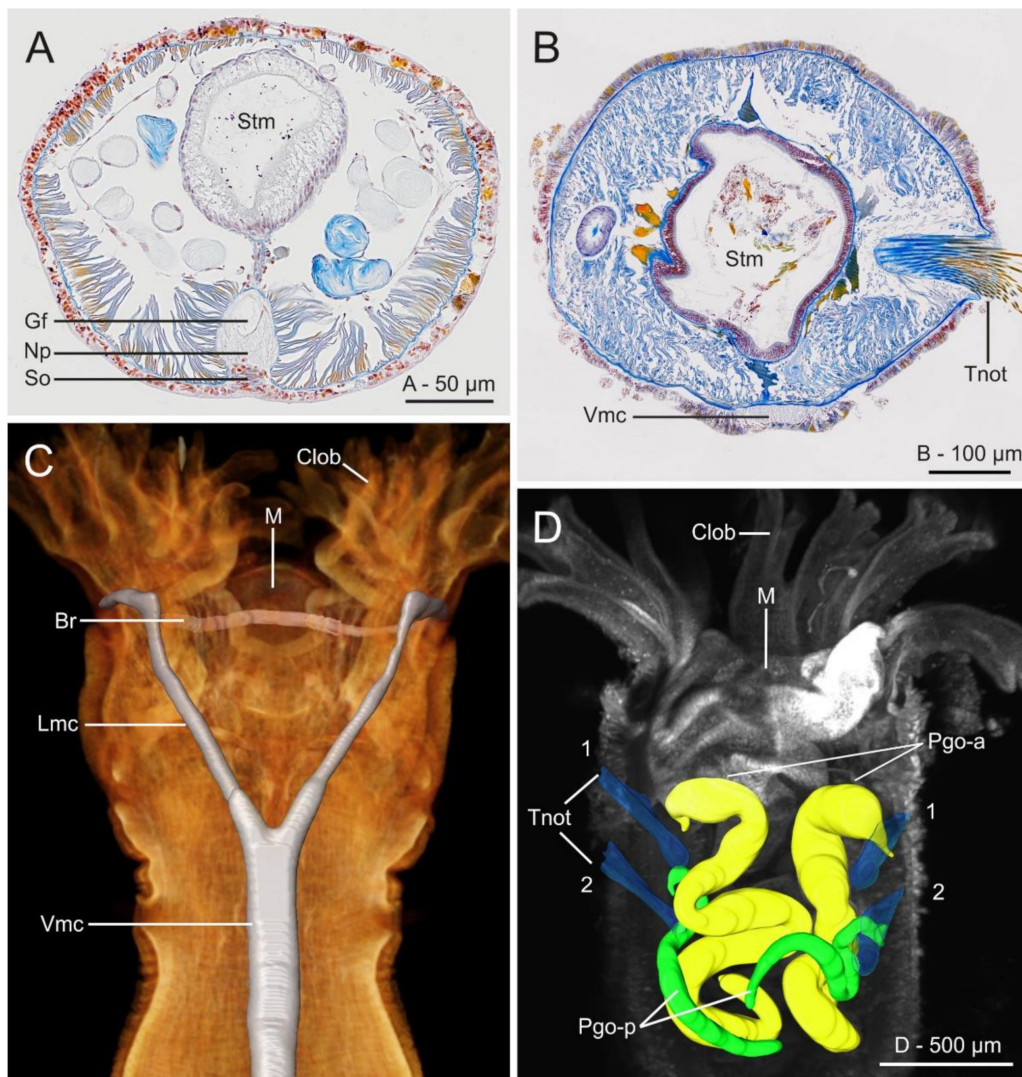 A
Stm
Gf
Np
So
A - 50 µm
B
Stm
Tnot
Vmc
B - 100 µm
C
Clob
M
Br
Lmc
Vmc
D
Clob
M
Pgo-a
1
Tnot
1
2
2
Pgo-p
D - 500 µm